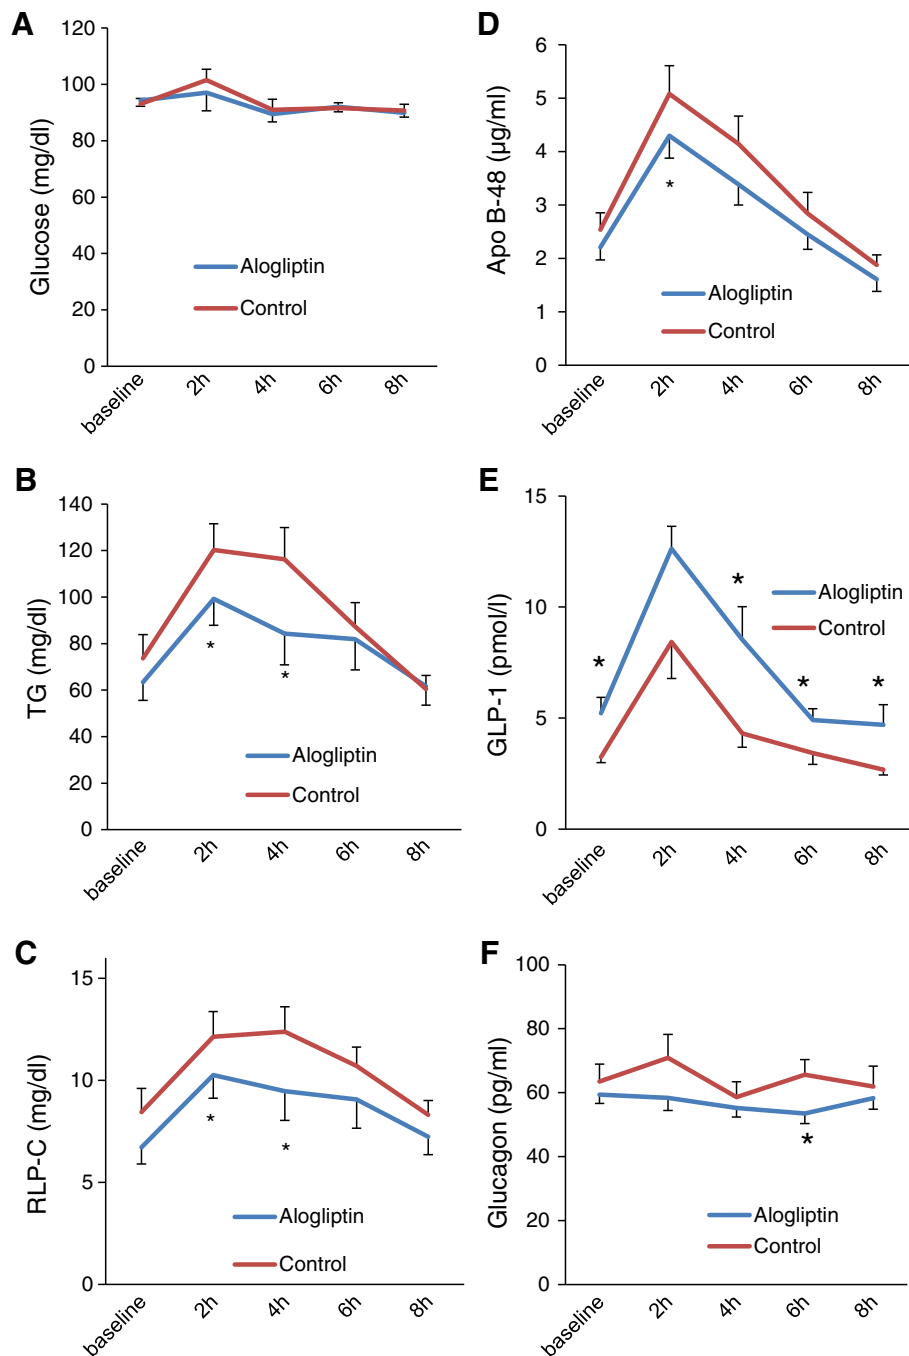 A
Glucose (mg/dl)
120
100
80
60
40
20
0
Alogliptin
Control
baseline
2h
4h
6h
8h
B
TG (mg/dl)
140
120
100
80
60
40
20
0
*
*
Alogliptin
Control
baseline
2h
4h
6h
8h
C
RLP-C (mg/dl)
15
10
5
0
*
*
Alogliptin
Control
baseline
2h
4h
6h
8h
D
Apo B-48 (µg/ml)
6
5
4
3
2
1
0
*
Alogliptin
Control
baseline
2h
4h
6h
8h
E
GLP-1 (pmol/l)
15
10
5
0
*
*
*
*
Alogliptin
Control
baseline
2h
4h
6h
8h
F
Glucagon (pg/ml)
100
80
60
40
20
0
*
Alogliptin
Control
baseline
2h
4h
6h
8h